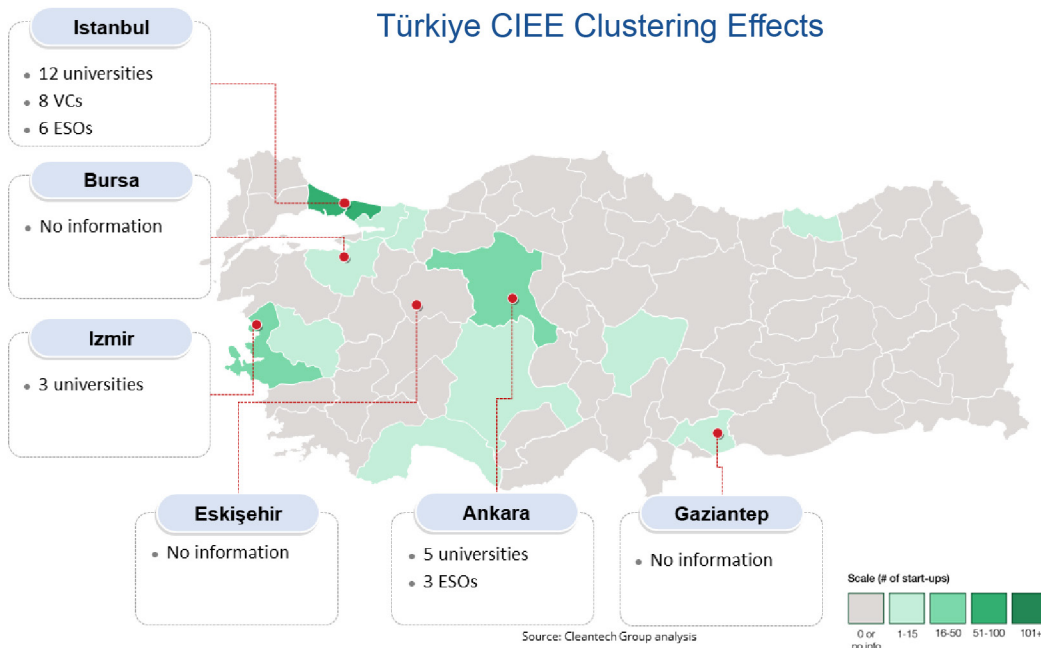 Türkiye CIEE Clustering Effects
Istanbul
• 12 universities
• 8 VCs
• 6 ESOs
Bursa
• No information
Izmir
• 3 universities
Eskişehir
• No information
Ankara
• 5 universities
• 3 ESOs
Gaziantep
• No information
Scale (# of start-ups)
0 or
no info
1-15
16-50
51-100
101+
Source: Cleantech Group analysis